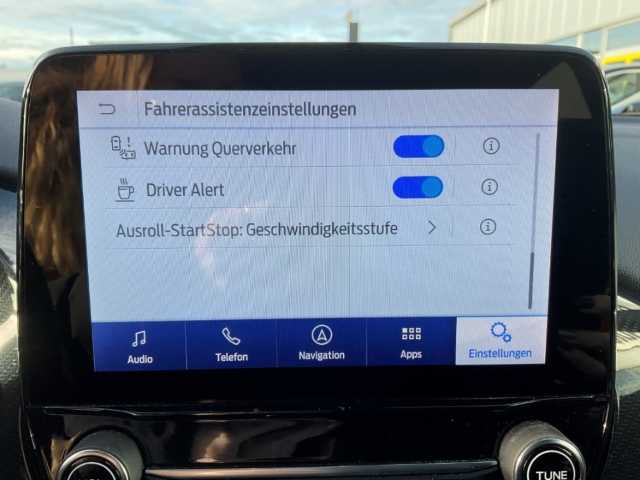 Fahrerassistenzeinstellungen
Warnung Querverkehr
Driver Alert
Ausroll-StartStop: Geschwindigkeitsstufe
Audio
Telefon
Navigation
Apps
Einstellungen
TUNE